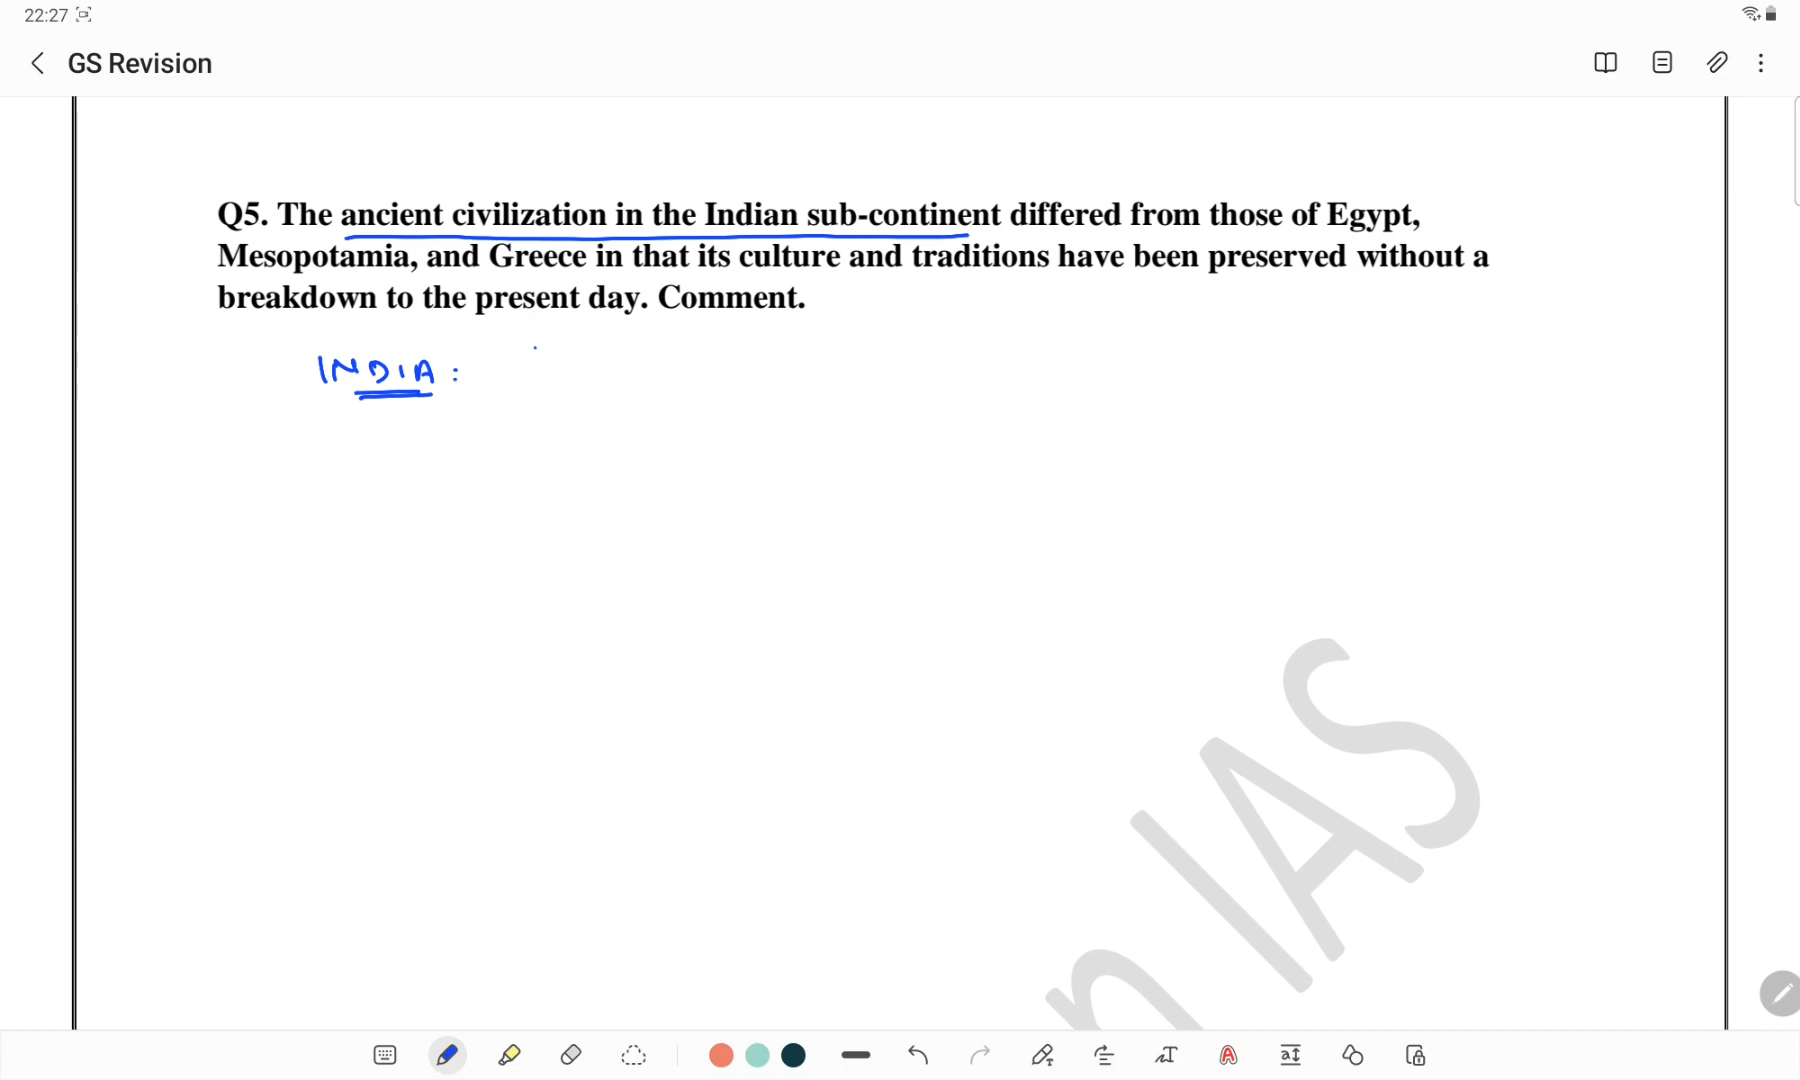 22:27
GS Revision
Q5. The ancient civilization in the Indian sub-continent differed from those of Egypt,
Mesopotamia, and Greece in that its culture and traditions have been preserved without a
breakdown to the present day. Comment.
INDIA:
n IAS